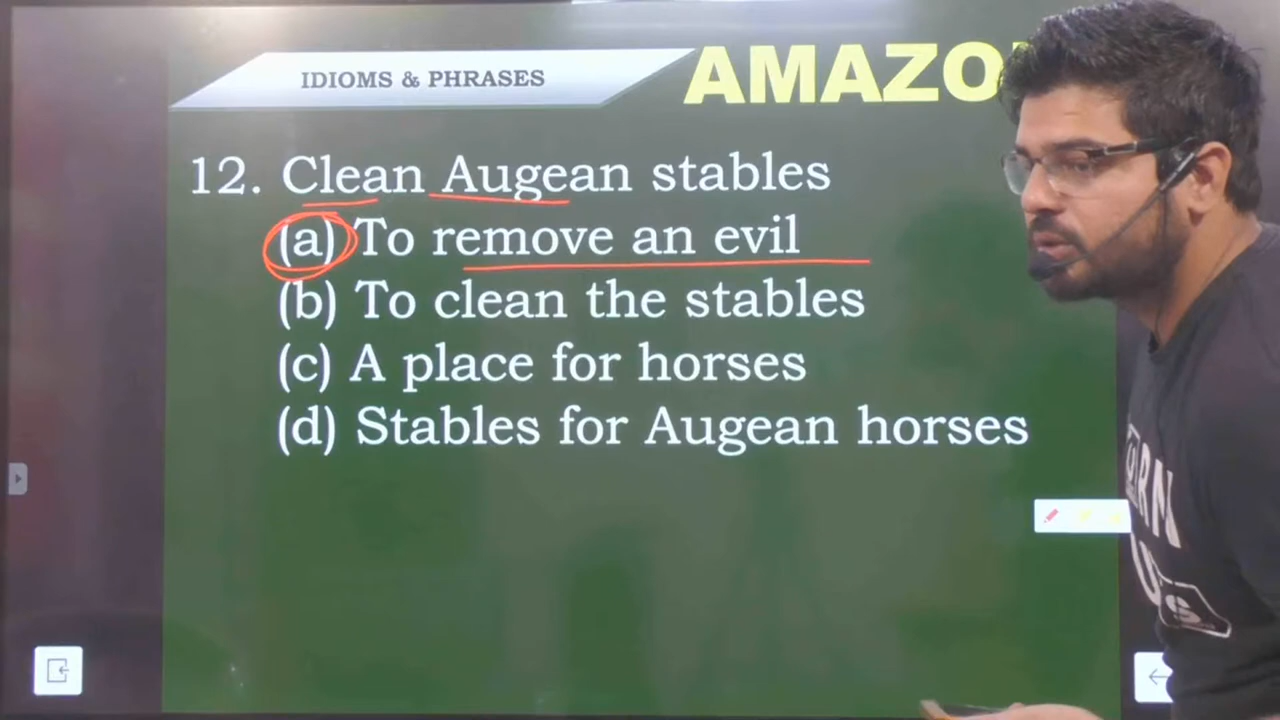 IDIOMS & PHRASES
AMAZO
12. Clean Augean stables
(a) To remove an evil
(b) To clean the stables
(c) A place for horses
(d) Stables for Augean horses